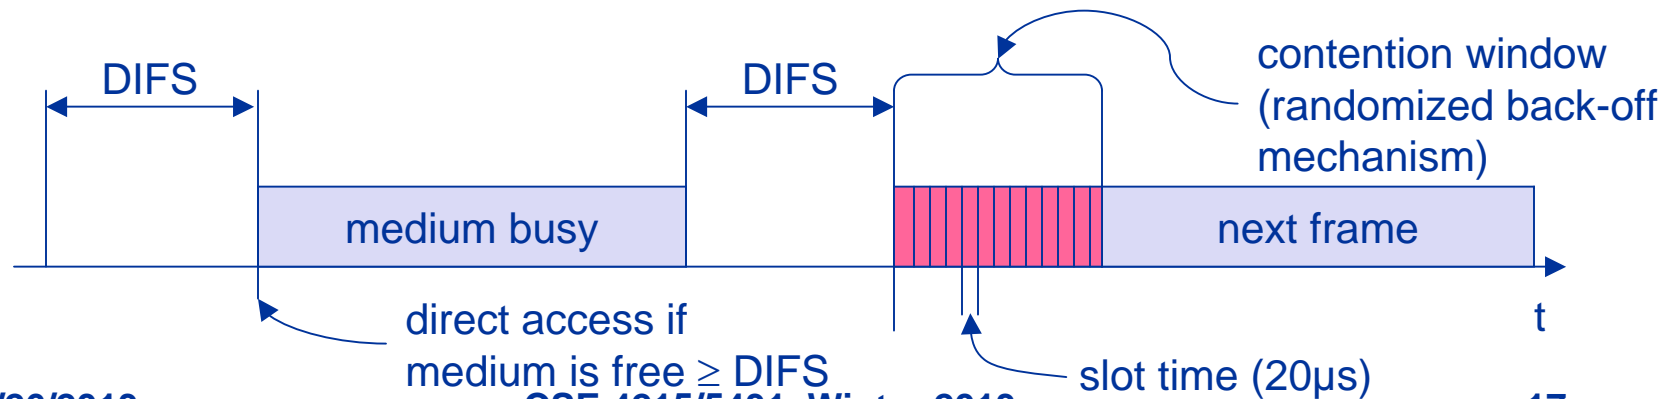 DIFS
DIFS
contention window
(randomized back-off
mechanism)
medium busy
next frame
direct access if
medium is free ≥ DIFS
slot time (20μs)
t